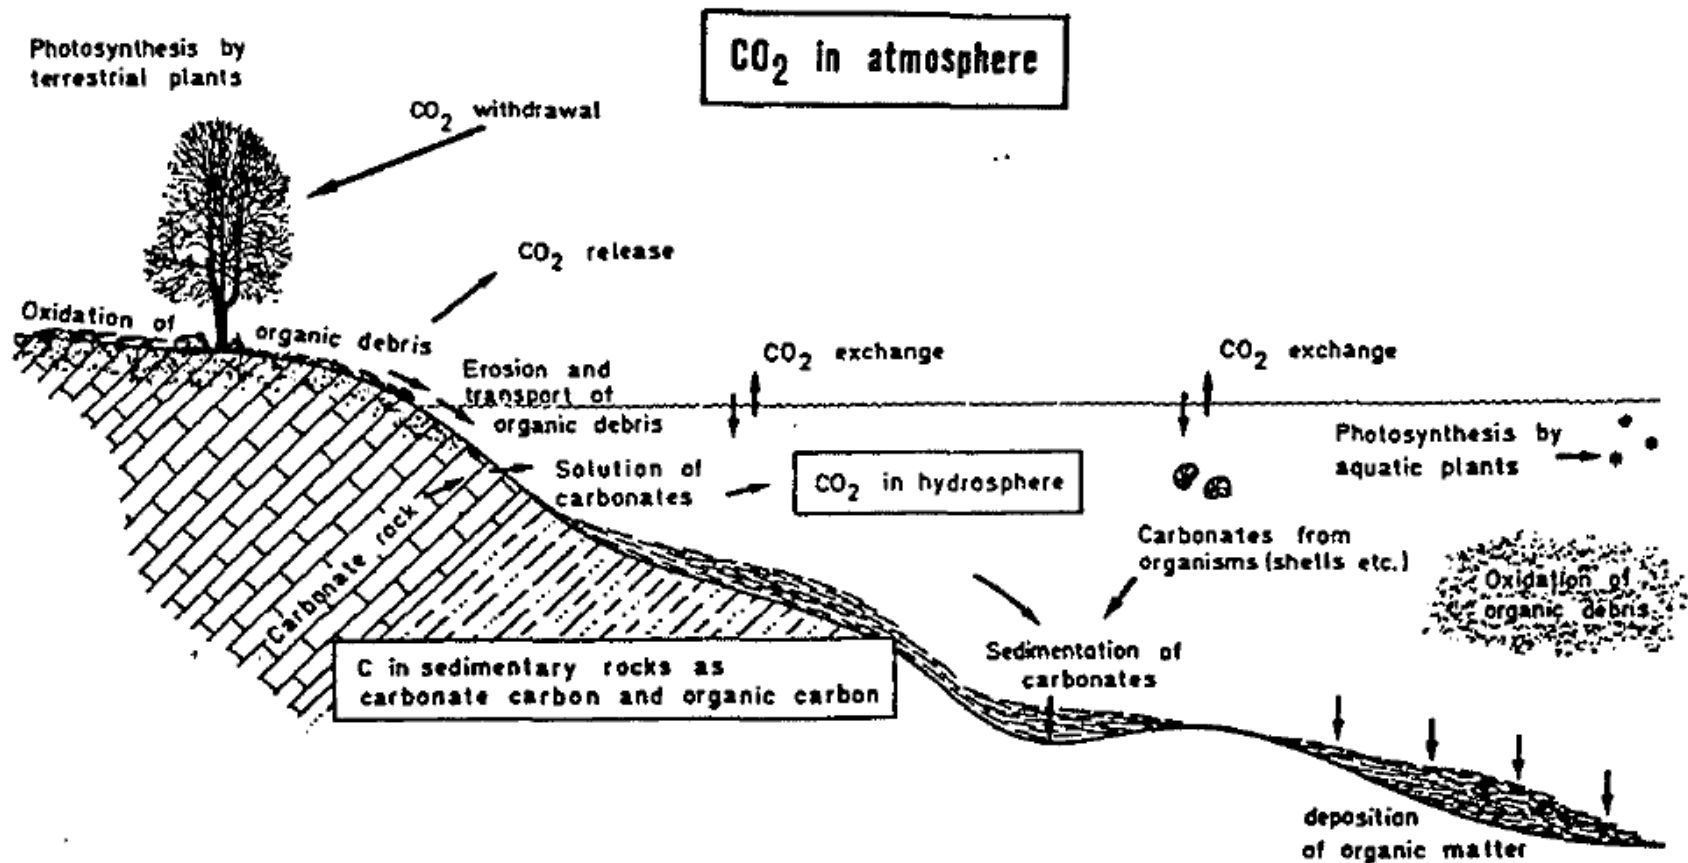 CO₂ in atmosphere
Photosynthesis by
terrestrial plants
CO₂ withdrawal
CO₂ release
Oxidation of organic debris
Erosion and
transport of
organic debris
CO₂ exchange
CO₂ exchange
Photosynthesis by
aquatic plants
Solution of
carbonates
CO₂ in hydrosphere
Carbonate rock
Carbonates from
organisms (shells etc.)
Oxidation of
organic debris
C in sedimentary rocks as
carbonate carbon and organic carbon
Sedimentation of
carbonates
deposition
of organic matter